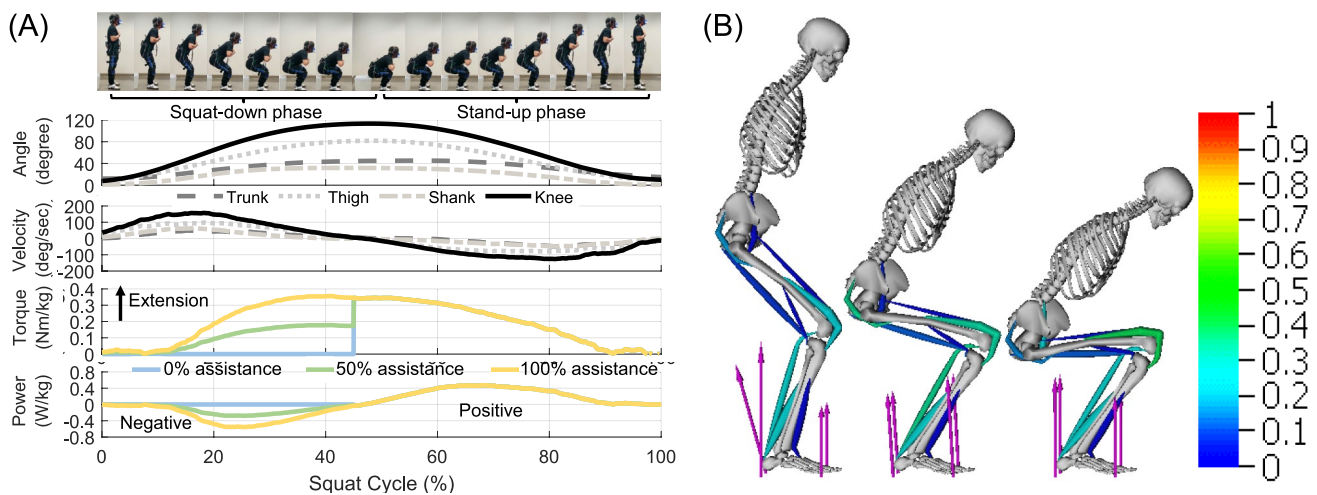 (A)
Squat-down phase Stand-up phase
Angle
(degree)
120
80
40
0
Trunk Thigh Shank Knee
Velocity
(deg/sec)
200
100
0
-100
-200
Extension
Torque
(Nm/kg)
0.4
0.3
0.2
0.1
0
0% assistance 50% assistance 100% assistance
Power
(W/kg)
0.8
0.4
0
-0.4
-0.8
Negative
Positive
0 20 40 60 80 100
Squat Cycle (%)
(B)
1
0.9
0.8
0.7
0.6
0.5
0.4
0.3
0.2
0.1
0